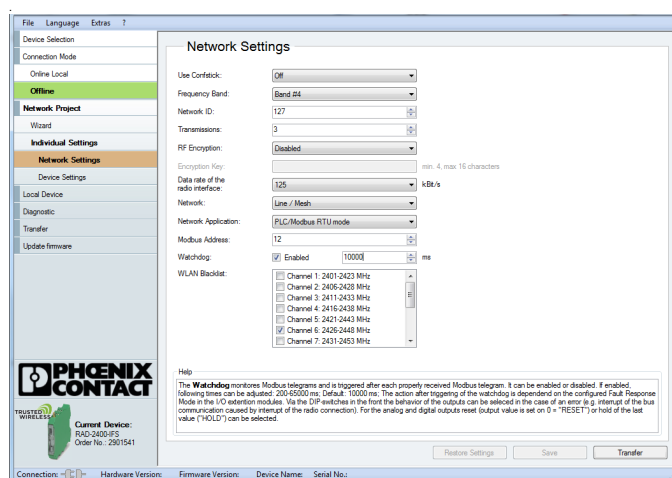 File Language Extras ?
Device Selection
Connection Mode
Online Local
Offline
Network Project
Wizard
Individual Settings
Network Settings
Device Settings
Local Device
Diagnostic
Transfer
Update firmware
PHŒNIX
CONTACT
TRUSTED
WIRELESS
Current Device:
RAD-2400-IFS
Order No.: 2901541
Network Settings
Use Confstick: Off
Frequency Band: Band #4
Network ID: 127
Transmissions: 3
RF Encryption: Disabled
Encryption Key: min. 4, max 16 characters
Data rate of the
radio interface: 125 kBit/s
Network: Line / Mesh
Network Application: PLC/Modbus RTU mode
Modbus Address: 12
Watchdog: Enabled 10000 ms
WLAN Blacklist:
Channel 1: 2401-2423 MHz
Channel 2: 2406-2428 MHz
Channel 3: 2411-2433 MHz
Channel 4: 2416-2438 MHz
Channel 5: 2421-2443 MHz
Channel 6: 2426-2448 MHz
Channel 7: 2431-2453 MHz
Help
The Watchdog monitores Modbus telegrams and is triggered after each properly received Modbus telegram. It can be enabled or disabled. If enabled,
following times can be adjusted: 200-65000 ms; Default: 10000 ms; The action after triggering of the watchdog is dependend on the configured Fault Response
Mode in the I/O extention modules. Via the DIP-switches in the front the behavior of the outputs can be seleced in the case of an error (e.g. interrupt of the bus
communication caused by interupt of the radio connection). For the analog and digital outputs reset (output value is set on 0 = "RESET") or hold of the last
value ("HOLD") can be selected.
Restore Settings Save Transfer
Connection: Hardware Version: Firmware Version: Device Name: Serial No.: